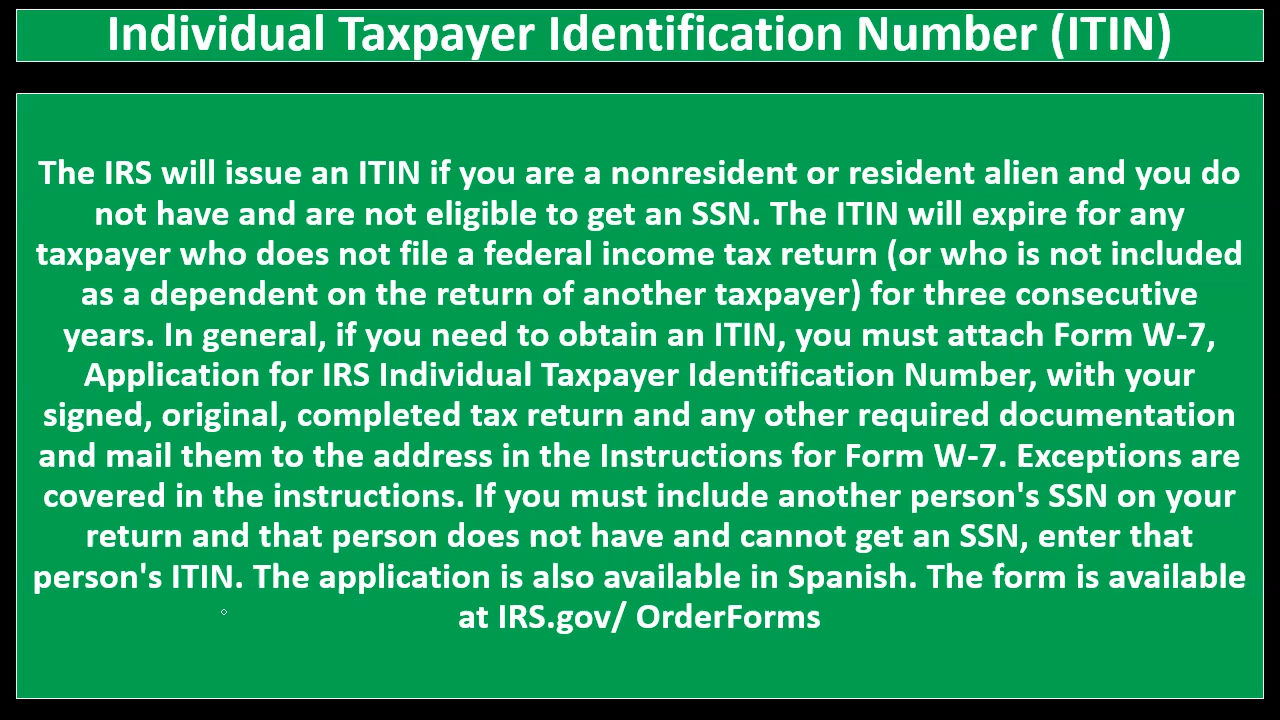 Individual Taxpayer Identification Number (ITIN)
The IRS will issue an ITIN if you are a nonresident or resident alien and you do
not have and are not eligible to get an SSN. The ITIN will expire for any
taxpayer who does not file a federal income tax return (or who is not included
as a dependent on the return of another taxpayer) for three consecutive
years. In general, if you need to obtain an ITIN, you must attach Form W-7,
Application for IRS Individual Taxpayer Identification Number, with your
signed, original, completed tax return and any other required documentation
and mail them to the address in the Instructions for Form W-7. Exceptions are
covered in the instructions. If you must include another person's SSN on your
return and that person does not have and cannot get an SSN, enter that
person's ITIN. The application is also available in Spanish. The form is available
at IRS.gov/ OrderForms